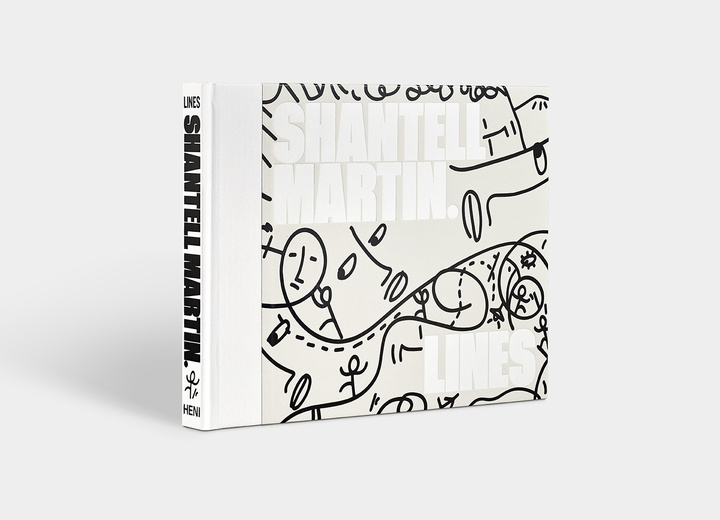 LINES
SHANTELL MARTIN.
HENI
SHANTELL
MARTIN.
LINES